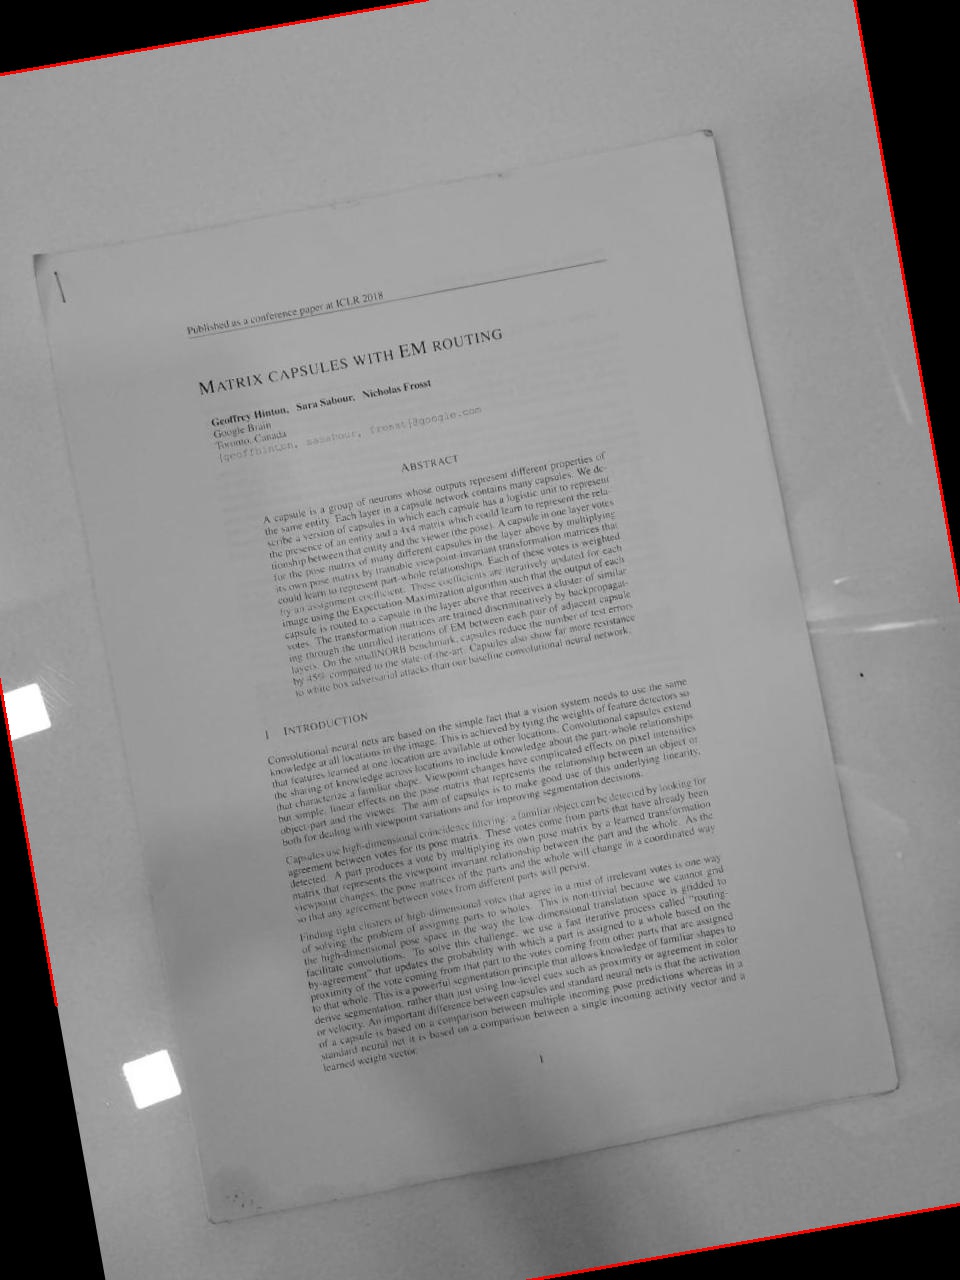 Published as a conference paper at ICLR 2018
MATRIX CAPSULES WITH EM ROUTING
Geoffrey Hinton, Sara Sabour, Nicholas Frosst
Google Brain
Toronto, Canada
{geoffhinton, sasabour, frosst}@google.com
ABSTRACT
A capsule is a group of neurons whose outputs represent different properties of
the same entity. Each layer in a capsule network contains many capsules. We de-
scribe a version of capsules in which each capsule has a logistic unit to represent
the presence of an entity and a 4x4 matrix which could learn to represent the rela-
tionship between that entity and the viewer (the pose). A capsule in one layer votes
for the pose matrix of many different capsules in the layer above by multiplying
its own pose matrix by trainable viewpoint-invariant transformation matrices that
could learn to represent part-whole relationships. Each of these votes is weighted
by an assignment coefficient. These coefficients are iteratively updated for each
image using the Expectation-Maximization algorithm such that the output of each
capsule is routed to a capsule in the layer above that receives a cluster of similar
votes. The transformation matrices are trained discriminatively by backpropagat-
ing through the unrolled iterations of EM between each pair of adjacent capsule
layers. On the smallNORB benchmark, capsules reduce the number of test errors
by 45% compared to the state-of-the-art. Capsules also show far more resistance
to white box adversarial attacks than our baseline convolutional neural network.
1 INTRODUCTION
Convolutional neural nets are based on the simple fact that a vision system needs to use the same
knowledge at all locations in the image. This is achieved by tying the weights of feature detectors so
that features learned at one location are available at other locations. Convolutional capsules extend
the sharing of knowledge across locations to include knowledge about the part-whole relationships
that characterize a familiar shape. Viewpoint changes have complicated effects on pixel intensities
but simple, linear effects on the pose matrix that represents the relationship between an object or
object-part and the viewer. The aim of capsules is to make good use of this underlying linearity,
both for dealing with viewpoint variations and for improving segmentation decisions.
Capsules use high-dimensional coincidence filtering: a familiar object can be detected by looking for
agreement between votes for its pose matrix. These votes come from parts that have already been
detected. A part produces a vote by multiplying its own pose matrix by a learned transformation
matrix that represents the viewpoint invariant relationship between the part and the whole. As the
viewpoint changes, the pose matrices of the parts and the whole will change in a coordinated way
so that any agreement between votes from different parts will persist.
Finding tight clusters of high-dimensional votes that agree in a mist of irrelevant votes is one way
of solving the problem of assigning parts to wholes. This is non-trivial because we cannot grid
the high-dimensional pose space in the way the low-dimensional translation space is gridded to
facilitate convolutions. To solve this challenge, we use a fast iterative process called "routing-
by-agreement" that updates the probability with which a part is assigned to a whole based on the
proximity of the vote coming from that part to the votes coming from other parts that are assigned
to that whole. This is a powerful segmentation principle that allows knowledge of familiar shapes to
derive segmentation, rather than just using low-level cues such as proximity or agreement in color
or velocity. An important difference between capsules and standard neural nets is that the activation
of a capsule is based on a comparison between multiple incoming pose predictions whereas in a
standard neural net it is based on a comparison between a single incoming activity vector and a
learned weight vector.
1